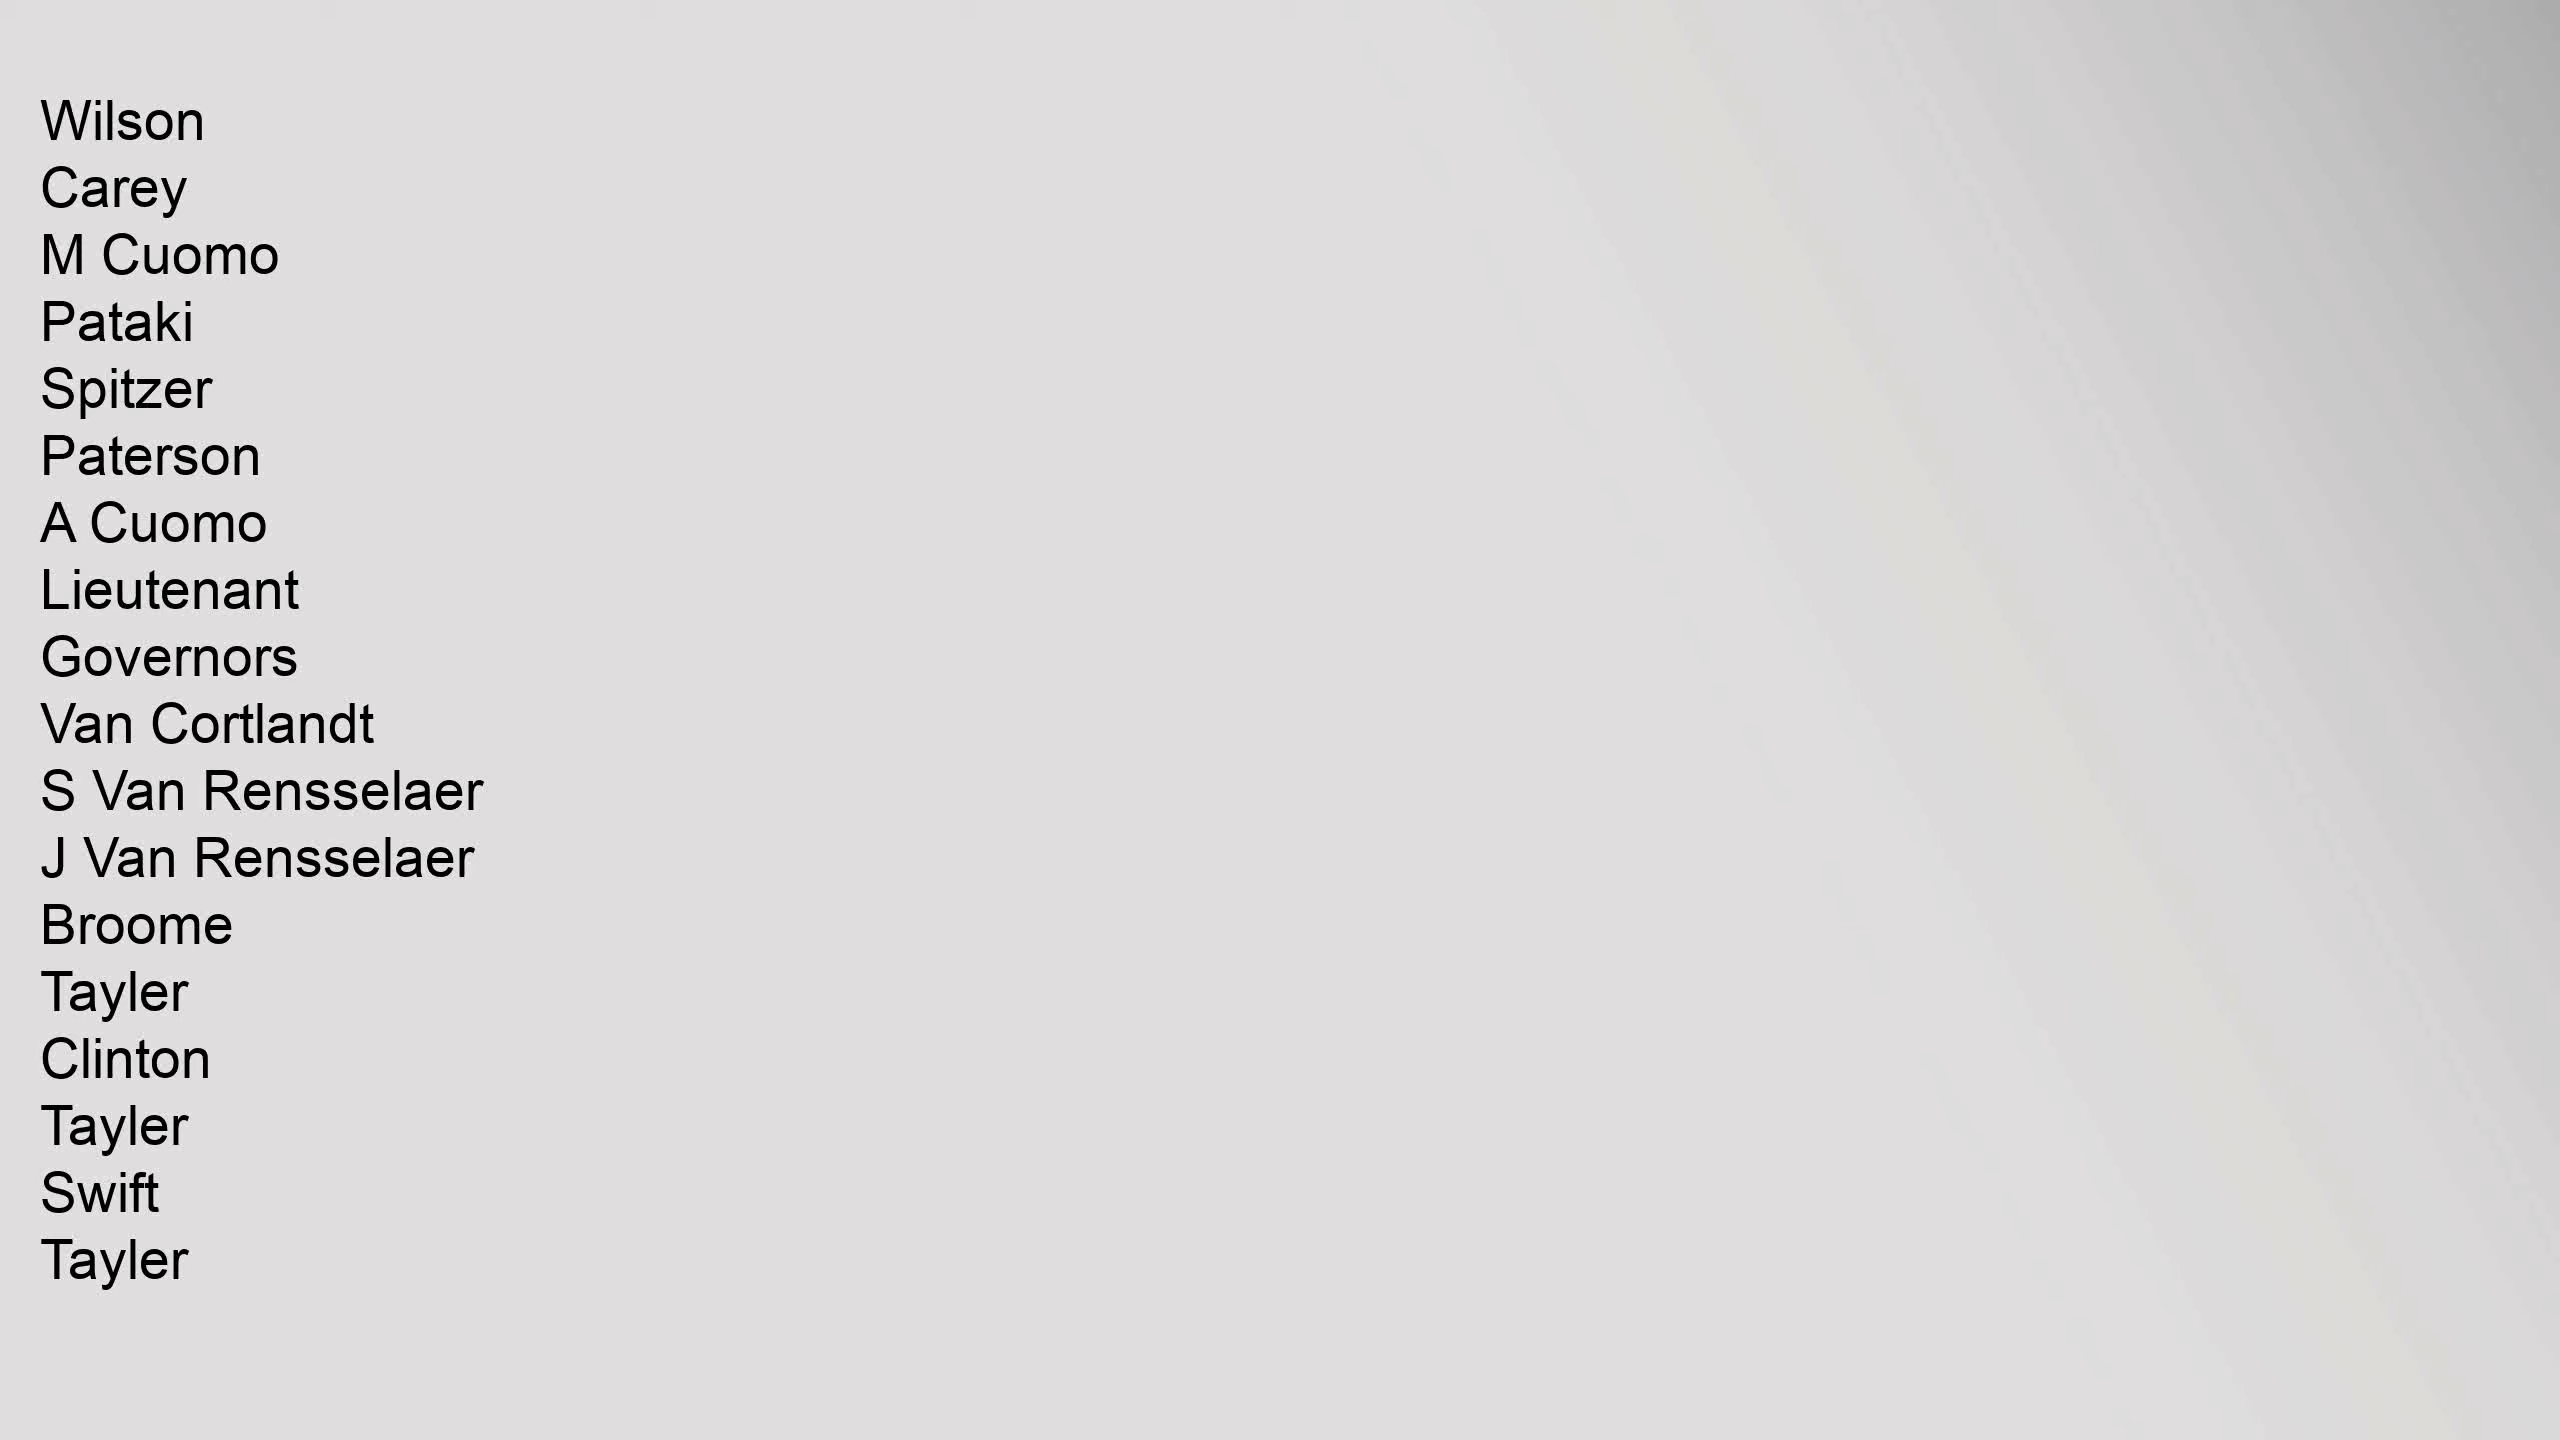 Wilson
Carey
M Cuomo
Pataki
Spitzer
Paterson
A Cuomo
Lieutenant
Governors
Van Cortlandt
S Van Rensselaer
J Van Rensselaer
Broome
Tayler
Clinton
Tayler
Swift
Tayler